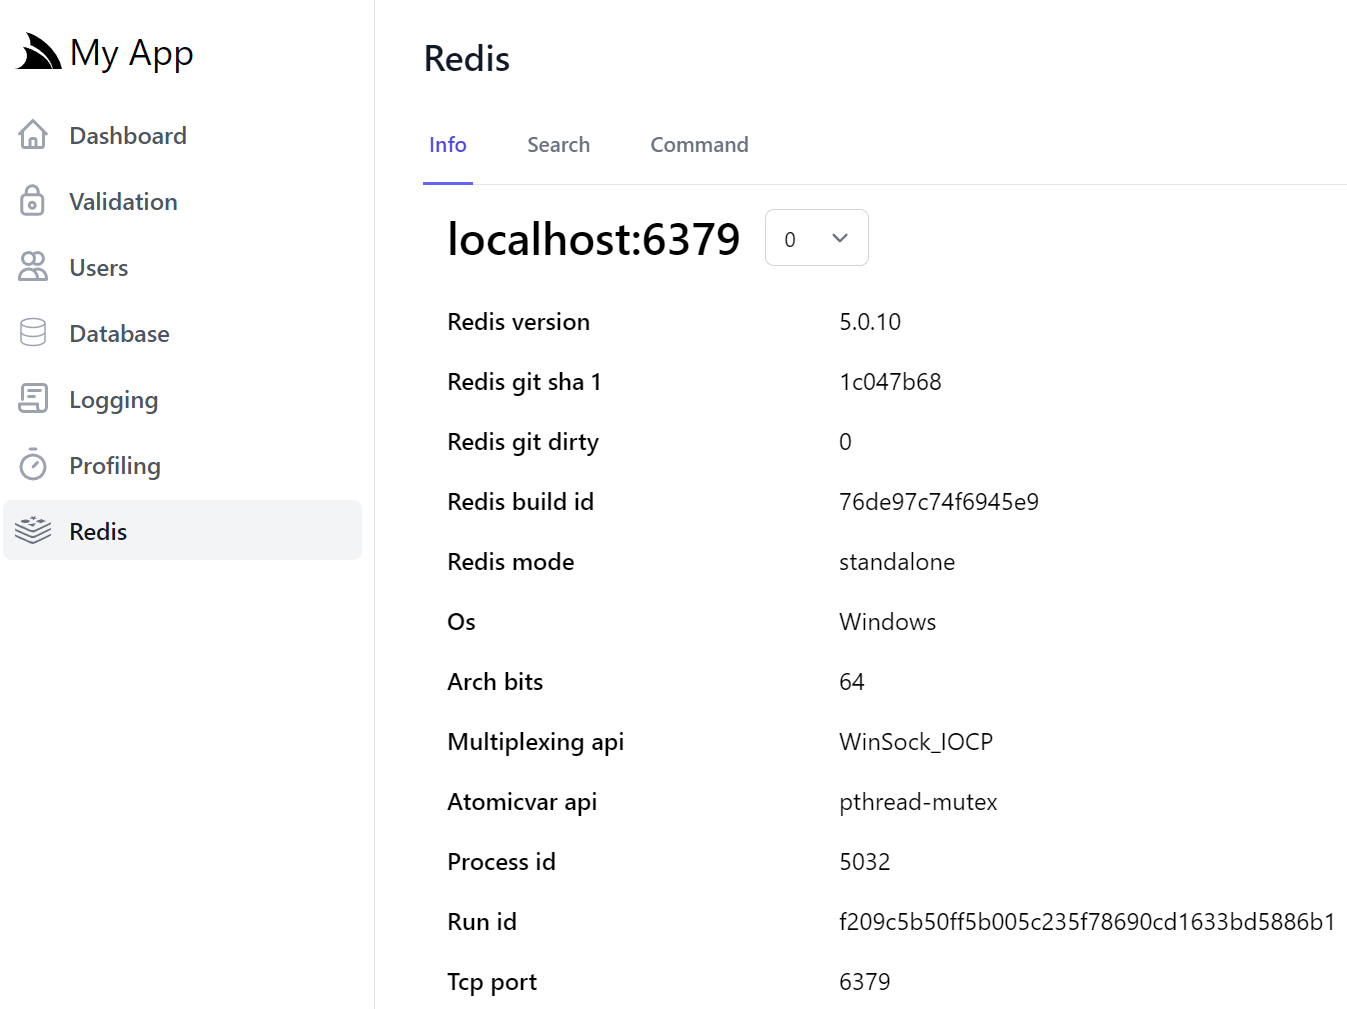 My App
Dashboard
Validation
Users
Database
Logging
Profiling
Redis
Redis
Info Search Command
localhost:6379 0
Redis version 5.0.10
Redis git sha 1 1c047b68
Redis git dirty 0
Redis build id 76de97c74f6945e9
Redis mode standalone
Os Windows
Arch bits 64
Multiplexing api WinSock_IOCP
Atomicvar api pthread-mutex
Process id 5032
Run id f209c5b50ff5b005c235f78690cd1633bd5886b1
Tcp port 6379